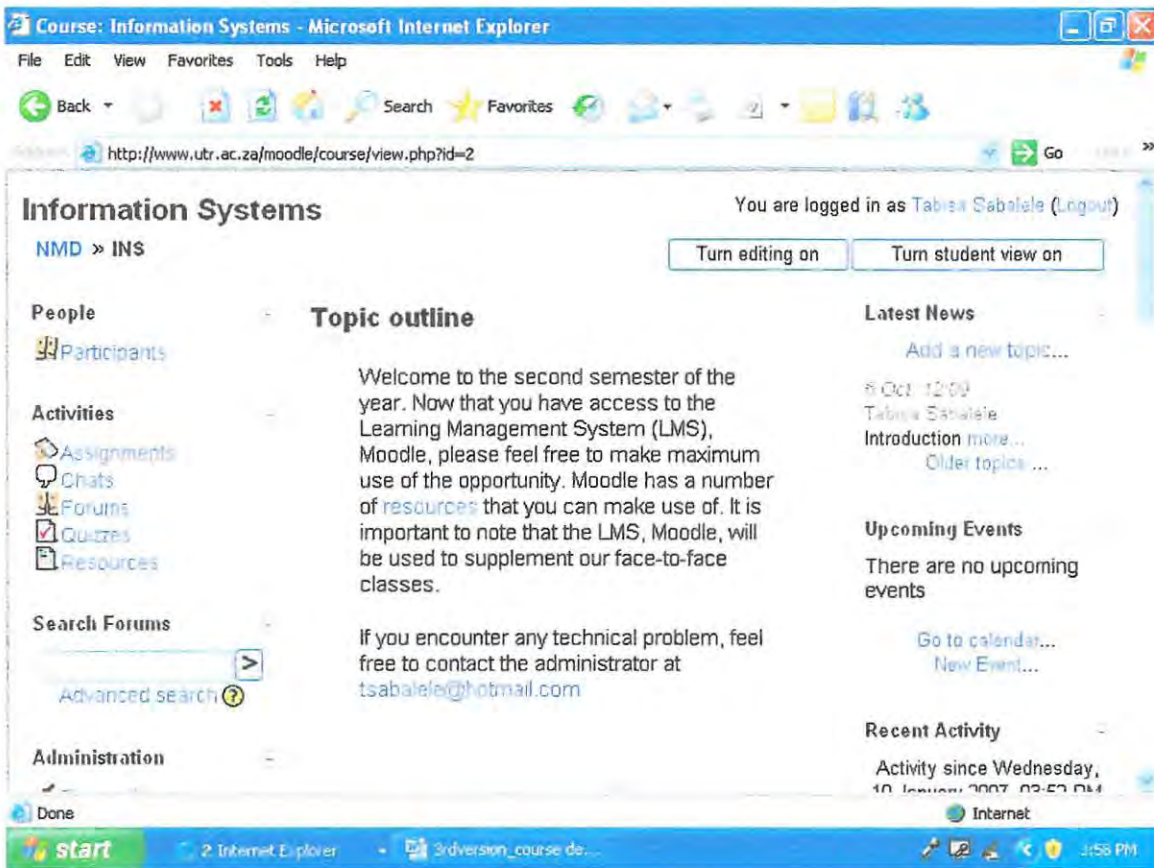 Course: Information Systems - Microsoft Internet Explorer
File Edit View Favorites Tools Help
Back Search Favorites
http://www.utr.ac.za/moodle/course/view.php?id=2 Go »
Information Systems
You are logged in as Tabisa Sabalele (Logout)
NMD » INS
Turn editing on Turn student view on
People
Participants
Activities
Assignments
Chats
Forums
Quizzes
Resources
Search Forums
>
Advanced search ?
Administration
Topic outline
Welcome to the second semester of the
year. Now that you have access to the
Learning Management System (LMS),
Moodle, please feel free to make maximum
use of the opportunity. Moodle has a number
of resources that you can make use of. It is
important to note that the LMS, Moodle, will
be used to supplement our face-to-face
classes.
If you encounter any technical problem, feel
free to contact the administrator at
tsabalele@hotmail.com
Latest News
Add a new topic...
6 Oct, 12:09
Tabisa Sabalele
Introduction more...
Older topics ...
Upcoming Events
There are no upcoming
events
Go to calendar...
New Event...
Recent Activity
Activity since Wednesday,
10 January 2007, 03:52 PM
Done Internet
start 2 Internet Explorer 3rdversion_course de... 3:58 PM